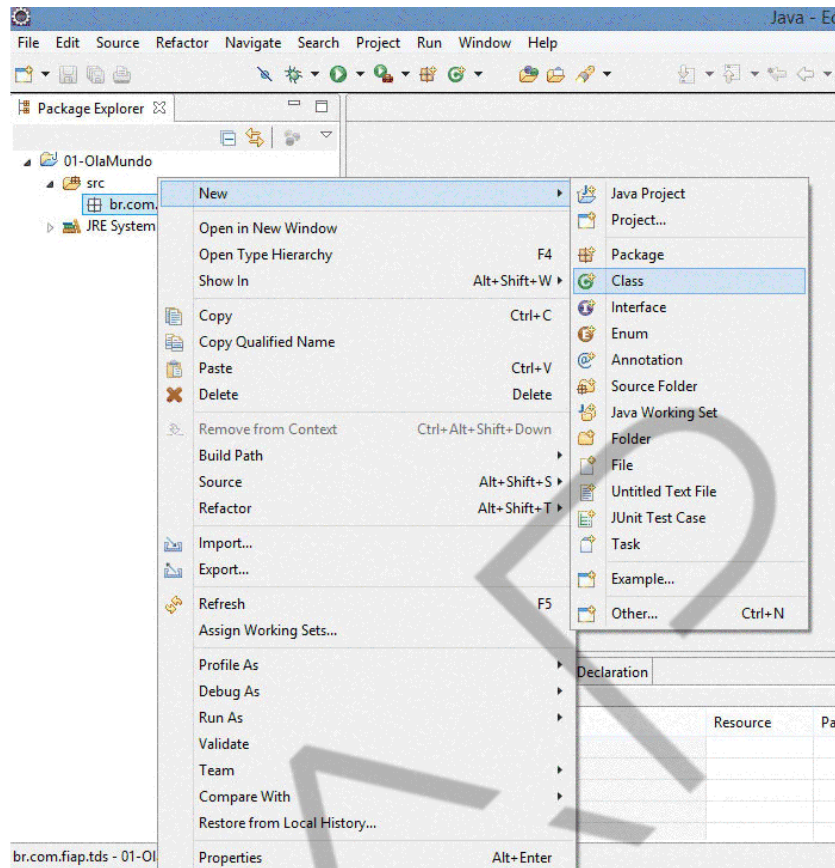 Java - Ec
File Edit Source Refactor Navigate Search Project Run Window Help
Package Explorer
01-OlaMundo
src
br.com.
JRE System
New
Open in New Window
Open Type Hierarchy F4
Show In Alt+Shift+W
Copy Ctrl+C
Copy Qualified Name
Paste Ctrl+V
Delete Delete
Remove from Context Ctrl+Alt+Shift+Down
Build Path
Source Alt+Shift+S
Refactor Alt+Shift+T
Import...
Export...
Refresh F5
Assign Working Sets...
Profile As
Debug As
Run As
Validate
Team
Compare With
Restore from Local History...
Properties Alt+Enter
Java Project
Project...
Package
Class
Interface
Enum
Annotation
Source Folder
Java Working Set
Folder
File
Untitled Text File
JUnit Test Case
Task
Example...
Other... Ctrl+N
Declaration
Resource Pa
br.com.fiap.tds - 01-Ol